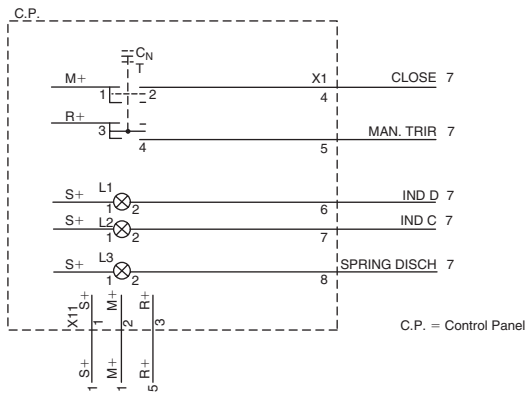 C.P.
C N
T
M+ X1 CLOSE 7
1 2 4
R+
3 MAN. TRIR 7
4 5
S+ L1 IND D 7
1 2 6
S+ L2 IND C 7
1 2 7
S+ L3 SPRING DISCH 7
1 2 8
X11 S+ M+ R+
1 2 3
C.P. = Control Panel
S+ M+ R+
1 1 5